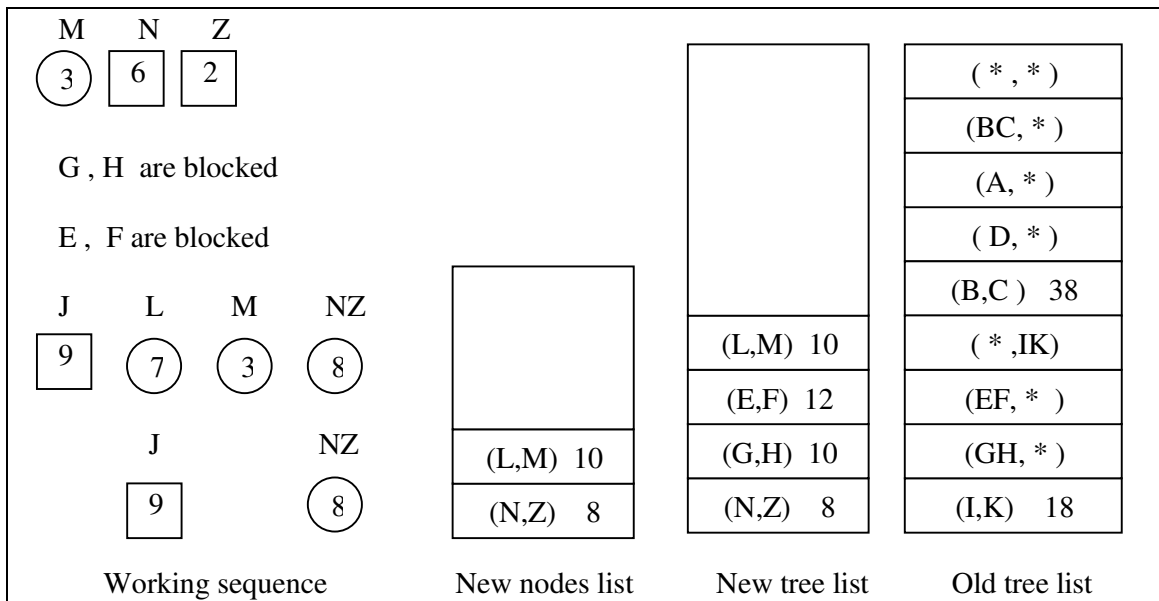 M N Z
3 6 2
G , H are blocked
E , F are blocked
J L M NZ
9 7 3 8
J NZ
9 8
Working sequence
(L,M) 10
(N,Z) 8
New nodes list
(L,M) 10
(E,F) 12
(G,H) 10
(N,Z) 8
New tree list
( * , * )
(BC, * )
(A, * )
( D, * )
(B,C ) 38
( * ,IK)
(EF, * )
(GH, * )
(I,K) 18
Old tree list